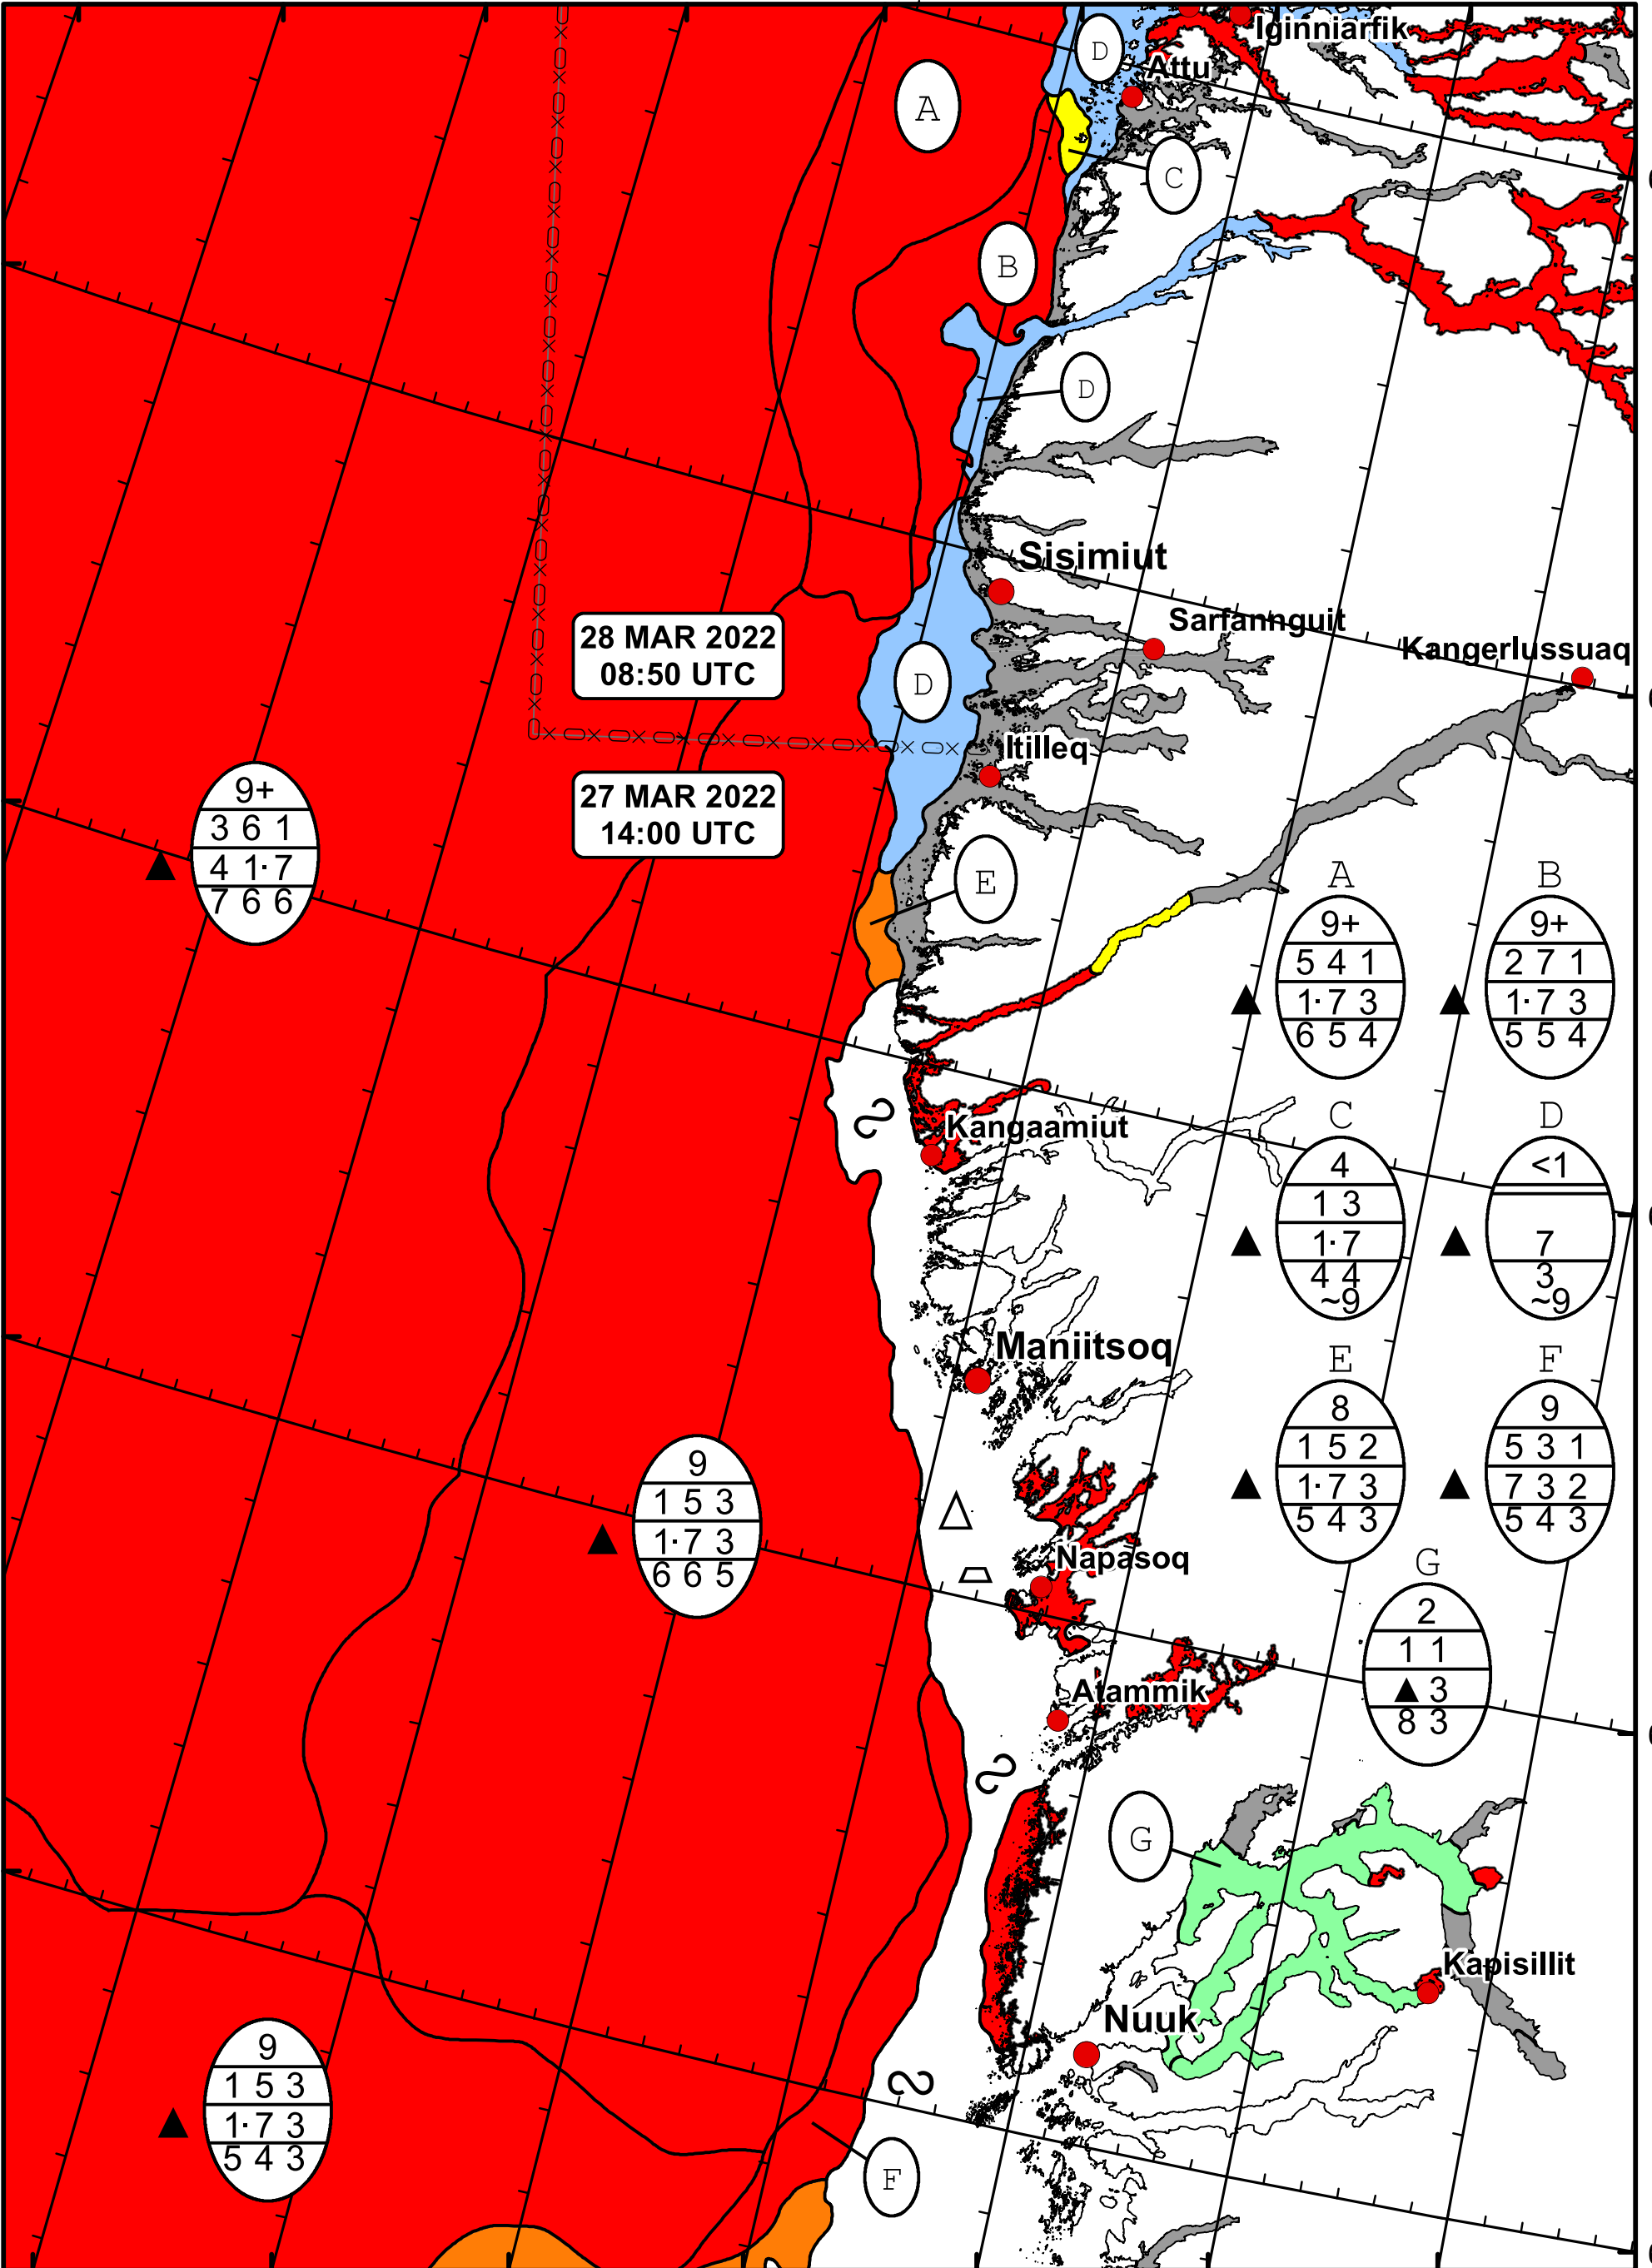 Iginniarfik
D
Attu
A
C
B
D
Sisimiut
Sarfannguit
28 MAR 2022
08:50 UTC
Kangerlussuaq
D
Itilleq
27 MAR 2022
14:00 UTC
9+
3 6 1
4 1· 7
7 6 6
E
A
9+
5 4 1
1· 7 3
6 5 4
B
9+
2 7 1
1· 7 3
5 5 4
Kangaamiut
C
4
1 3
1· 7
4 4
~9
D
<1
7
3
~9
Maniitsoq
E
8
1 5 2
1· 7 3
5 4 3
F
9
5 3 1
7 3 2
5 4 3
9
1 5 3
1· 7 3
6 6 5
Napasoq
G
2
1 1
▲ 3
8 3
Atammik
G
Kapisillit
Nuuk
9
1 5 3
1· 7 3
5 4 3
F